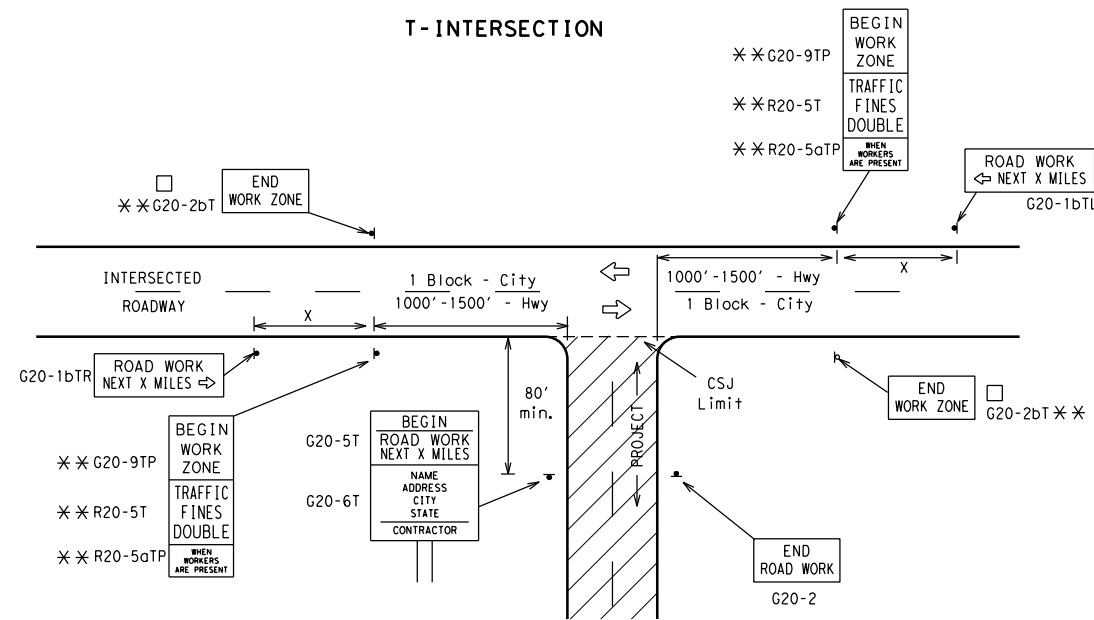 T-INTERSECTION
BEGIN
WORK
ZONE
TRAFFIC
FINES
DOUBLE
WHEN
WORKERS
ARE PRESENT
**G20-9TP
**R20-5T
**R20-5aTP
ROAD WORK
⇦ NEXT X MILES
G20-1bTL
□
**G20-2bT
END
WORK ZONE
INTERSECTED
ROADWAY
X
1 Block - City
1000'-1500' - Hwy
1000'-1500' - Hwy
1 Block - City
X
G20-1bTR
ROAD WORK
NEXT X MILES ⇨
80'
min.
PROJECT
CSJ
Limit
END
WORK ZONE
□
G20-2bT **
**G20-9TP
**R20-5T
**R20-5aTP
BEGIN
WORK
ZONE
TRAFFIC
FINES
DOUBLE
WHEN
WORKERS
ARE PRESENT
G20-5T
G20-6T
BEGIN
ROAD WORK
NEXT X MILES
NAME
ADDRESS
CITY
STATE
CONTRACTOR
END
ROAD WORK
G20-2